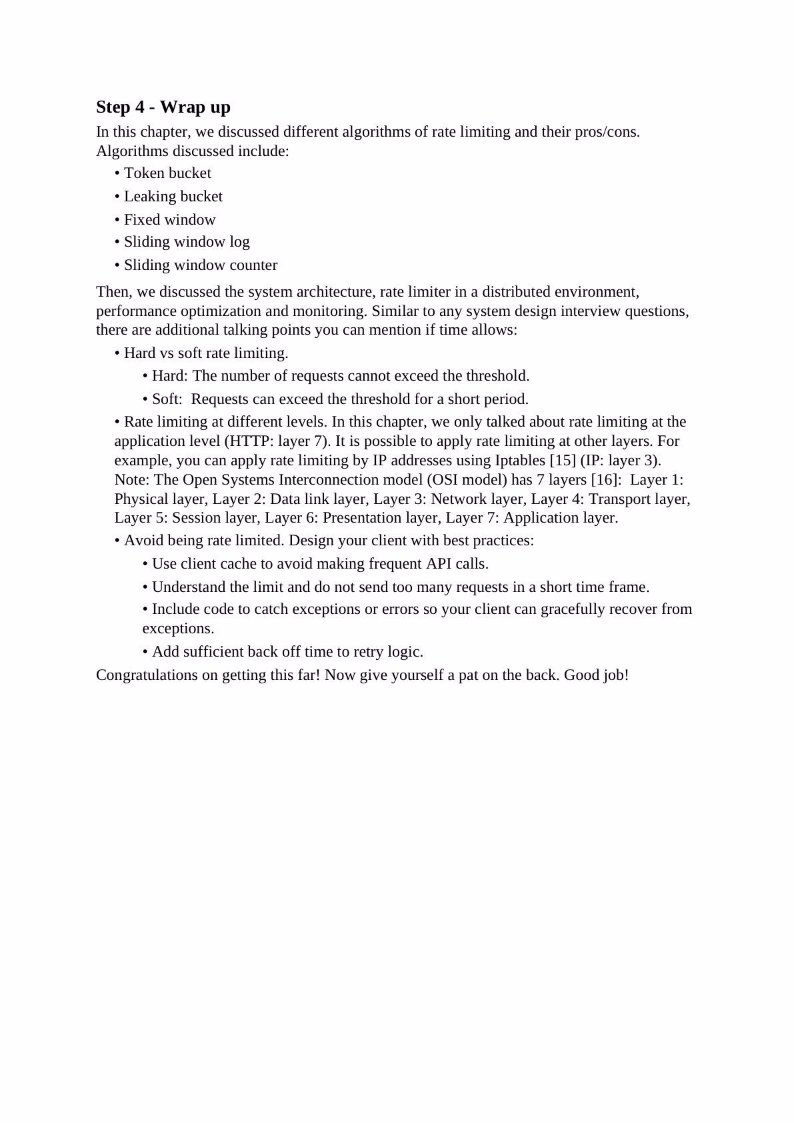 Step 4 - Wrap up
In this chapter, we discussed different algorithms of rate limiting and their pros/cons.
Algorithms discussed include:
• Token bucket
• Leaking bucket
• Fixed window
• Sliding window log
• Sliding window counter
Then, we discussed the system architecture, rate limiter in a distributed environment,
performance optimization and monitoring. Similar to any system design interview questions,
there are additional talking points you can mention if time allows:
• Hard vs soft rate limiting.
• Hard: The number of requests cannot exceed the threshold.
• Soft:  Requests can exceed the threshold for a short period.
• Rate limiting at different levels. In this chapter, we only talked about rate limiting at the
application level (HTTP: layer 7). It is possible to apply rate limiting at other layers. For
example, you can apply rate limiting by IP addresses using Iptables [15] (IP: layer 3).
Note: The Open Systems Interconnection model (OSI model) has 7 layers [16]:  Layer 1:
Physical layer, Layer 2: Data link layer, Layer 3: Network layer, Layer 4: Transport layer,
Layer 5: Session layer, Layer 6: Presentation layer, Layer 7: Application layer.
• Avoid being rate limited. Design your client with best practices:
• Use client cache to avoid making frequent API calls.
• Understand the limit and do not send too many requests in a short time frame.
• Include code to catch exceptions or errors so your client can gracefully recover from
exceptions.
• Add sufficient back off time to retry logic.
Congratulations on getting this far! Now give yourself a pat on the back. Good job!